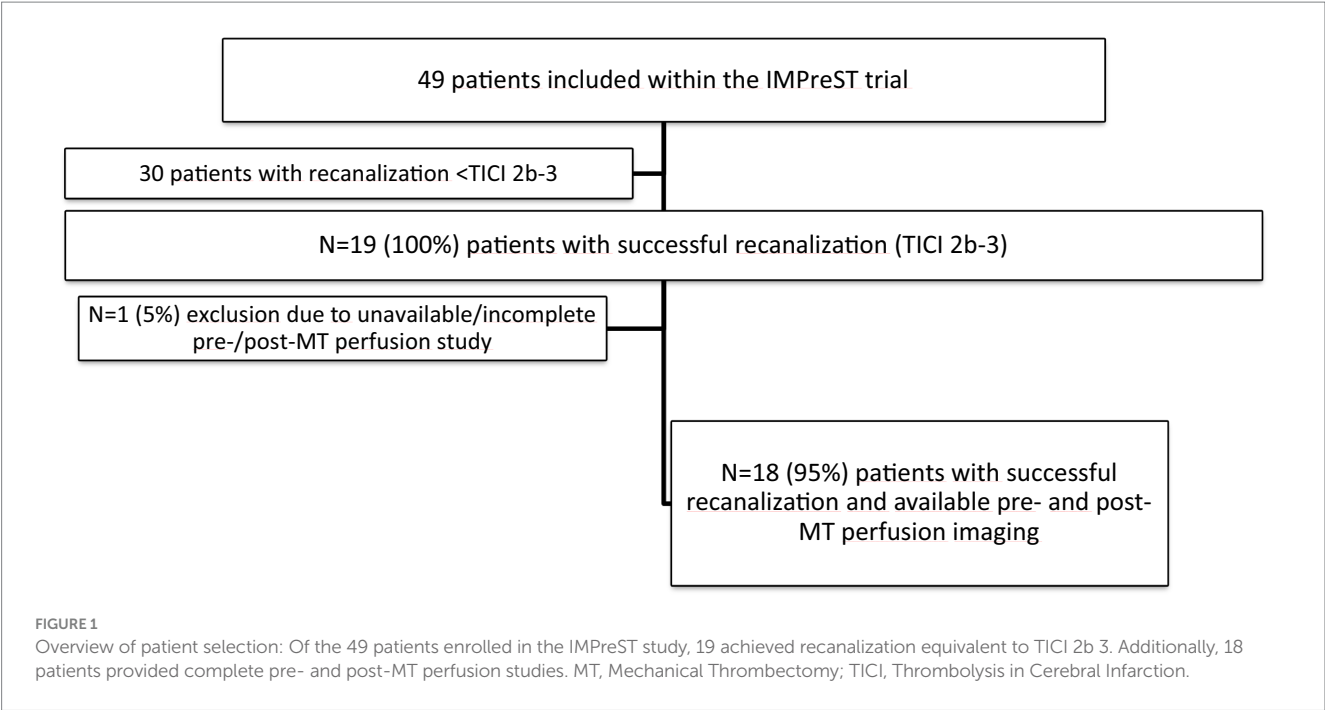 49 patients included within the IMPreST trial
30 patients with recanalization <TICI 2b-3
N=19 (100%) patients with successful recanalization (TICI 2b-3)
N=1 (5%) exclusion due to unavailable/incomplete
pre-/post-MT perfusion study
N=18 (95%) patients with successful
recanalization and available pre- and post-
MT perfusion imaging
FIGURE 1
Overview of patient selection: Of the 49 patients enrolled in the IMPreST study, 19 achieved recanalization equivalent to TICI 2b 3. Additionally, 18
patients provided complete pre- and post-MT perfusion studies. MT, Mechanical Thrombectomy; TICI, Thrombolysis in Cerebral Infarction.